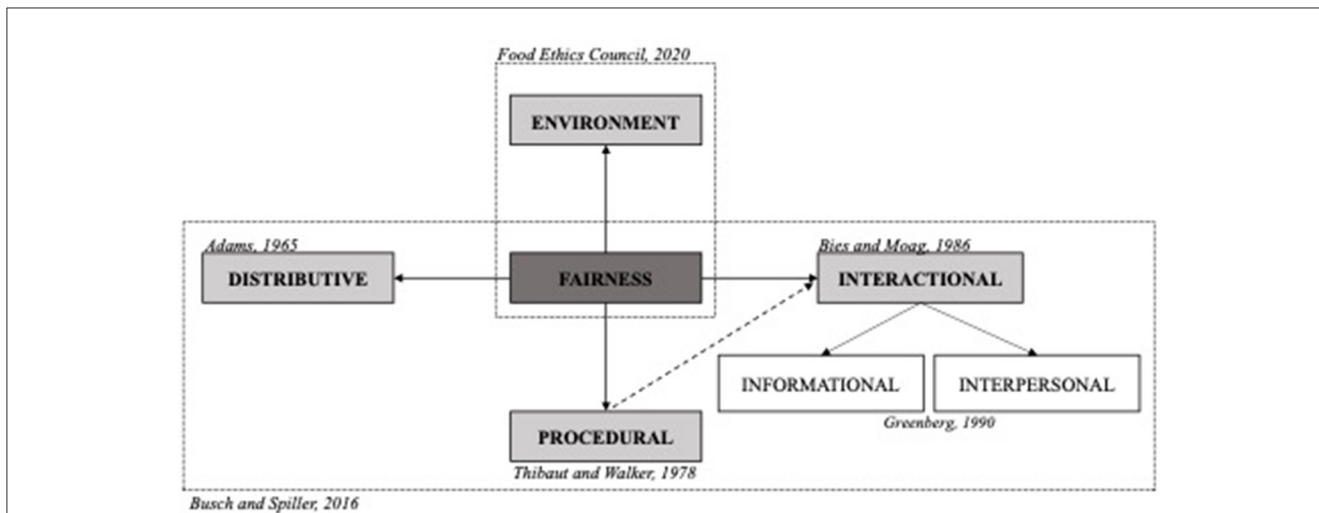 Food Ethics Council, 2020
ENVIRONMENT
Adams, 1965
Bies and Moag, 1986
DISTRIBUTIVE
FAIRNESS
INTERACTIONAL
INFORMATIONAL
INTERPERSONAL
Greenberg, 1990
PROCEDURAL
Thibaut and Walker, 1978
Busch and Spiller, 2016